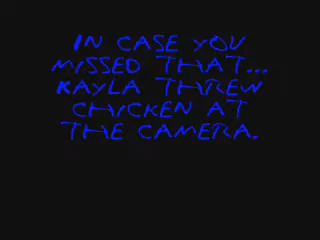 IN CASE YOU
MISSED THAT...
KAYLA THREW
CHICKEN AT
THE CAMERA.